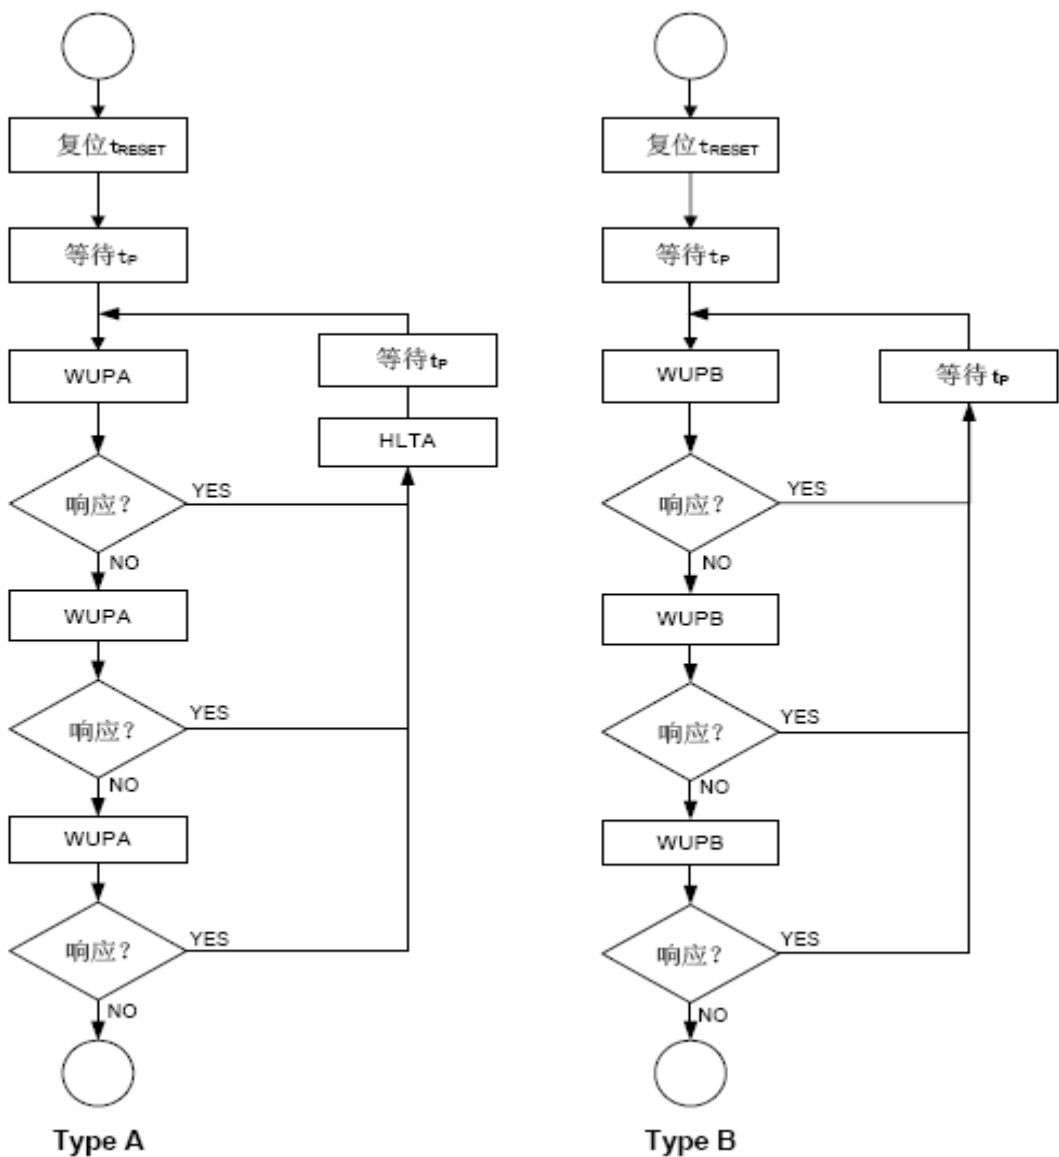 复位tRESET
等待tP
WUPA
等待tP
HLTA
响应?
YES
NO
WUPA
响应?
YES
NO
WUPA
响应?
YES
NO
Type A
复位tRESET
等待tP
WUPB
等待tP
响应?
YES
NO
WUPB
响应?
YES
NO
WUPB
响应?
YES
NO
Type B